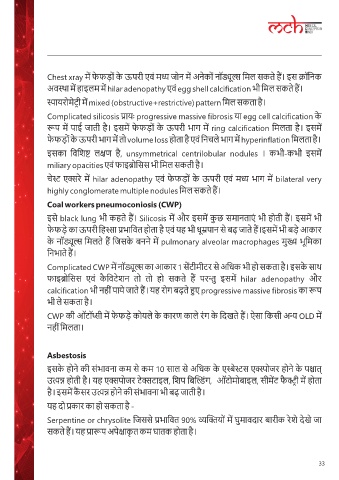 mch
Chest xray में फेफड़ों के ऊपरी एवं मध्य जोन में अनेकों नॉड्यूल्स मिल सकते हैं। इस क्रॉनिक
अवस्था में हाइलम में hilar adenopathy एवं egg shell calcification भी मिल सकते हैं।
स्पायरोमेट्री में mixed (obstructive+restrictive) pattern मिल सकता है।
Complicated silicosis प्रायः progressive massive fibrosis या egg cell calcification के
रूप में पाई जाती है। इसमें फेफड़ों के ऊपरी भाग में ring calcification मिलता है। इसमें
फेफड़ों के ऊपरी भाग में तो volume loss होता है एवं निचले भाग में hyperinflation मिलता है।
इसका विशिष्ट लक्षण है, unsymmetrical centrilobular nodules । कभी-कभी इसमें
miliary opacities एवं फाइब्रोसिस भी मिल सकती है।
चेस्ट एक्सरे में hilar adenopathy एवं फेफड़ों के ऊपरी एवं मध्य भाग में bilateral very
highly conglomerate multiple nodules मिल सकते हैं।
Coal workers pneumoconiosis (CWP)
इसे black lung भी कहते हैं। Silicosis में और इसमें कुछ समानताएं भी होती हैं। इसमें भी
फेफड़े का ऊपरी हिस्सा प्रभावित होता है एवं यह भी धूम्रपान से बढ़ जाते हैं।इसमें भी बड़े आकार
के नॉड्यूल्स मिलते हैं जिसके बनने में pulmonary alveolar macrophages मुख्य भूमिका
निभाते हैं।
Complicated CWP में नॉड्यूल्स का आकार 1 सेंटीमीटर से अधिक भी हो सकता है। इसके साथ
फाइब्रोसिस एवं कैविटेशन तो तो हो सकते हैं परन्तु इसमें hilar adenopathy और
calcification भी नहीं पाये जाते हैं। यह रोग बढ़ते हुए progressive massive fibrosis का रूप
भी ले सकता है।
CWP की ऑटॉप्सी में फेफड़े कोयले के कारण काले रंग के दिखते हैं। ऐसा किसी अन्य OLD में
नहीं मिलता।
Asbestosis
इसके होने की संभावना कम से कम 10 साल से अधिक के एस्बेस्टस एक्सपोजर होने के पश्चात्
उत्पन्न होती है। यह एक्सपोजर टेक्सटाइल, शिप बिल्डिंग, ऑटोमोबाइल, सीमेंट फैक्ट्री में होता
है। इसमें कैंसर उत्पन्न होने की संभावना भी बढ़ जाती है।
यह दो प्रकार का हो सकता है -
Serpentine or chrysolite जिससे प्रभावित 90% व्यक्तियों में घुमावदार बारीक रेशे देखे जा
सकते हैं। यह प्रारूप अपेक्षाकृत कम घातक होता है।
33